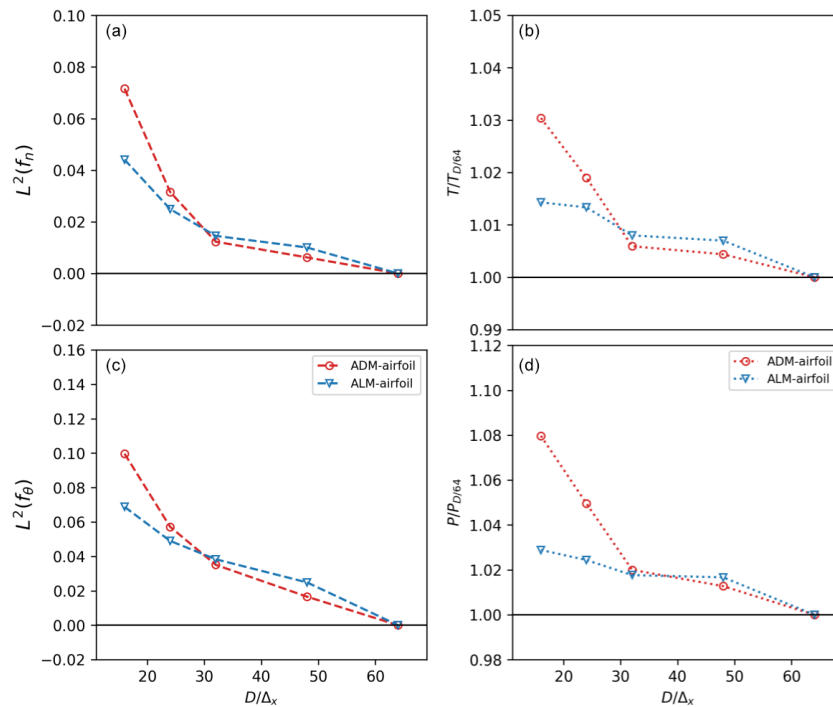 (a)
0.10
0.08
0.06
0.04
0.02
0.00
−0.02
L²(fₙ)
(b)
1.05
1.04
1.03
1.02
1.01
1.00
0.99
T/T_{D/64}
(c)
ADM-airfoil
ALM-airfoil
0.16
0.14
0.12
0.10
0.08
0.06
0.04
0.02
0.00
−0.02
L²(f_θ)
20 30 40 50 60
D/Δₓ
(d)
ADM-airfoil
ALM-airfoil
1.12
1.10
1.08
1.06
1.04
1.02
1.00
0.98
P/P_{D/64}
20 30 40 50 60
D/Δₓ